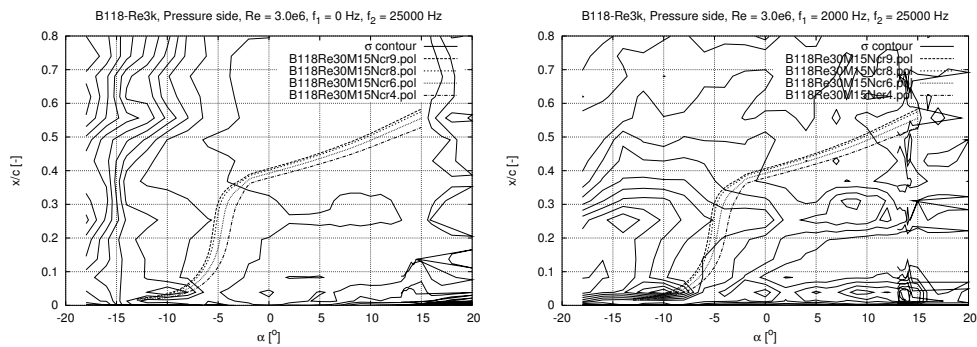 B118-Re3k, Pressure side, Re = 3.0e6, f₁ = 0 Hz, f₂ = 25000 Hz
σ contour
B118Re30M15Ncr9.pol
B118Re30M15Ncr8.pol
B118Re30M15Ncr6.pol
B118Re30M15Ncr4.pol
x/c [-]
0.8
0.7
0.6
0.5
0.4
0.3
0.2
0.1
0
-20 -15 -10 -5 0 5 10 15 20
α [°]
B118-Re3k, Pressure side, Re = 3.0e6, f₁ = 2000 Hz, f₂ = 25000 Hz
σ contour
B118Re30M15Ncr9.pol
B118Re30M15Ncr8.pol
B118Re30M15Ncr6.pol
B118Re30M15Ncr4.pol
x/c [-]
0.8
0.7
0.6
0.5
0.4
0.3
0.2
0.1
0
-20 -15 -10 -5 0 5 10 15 20
α [°]